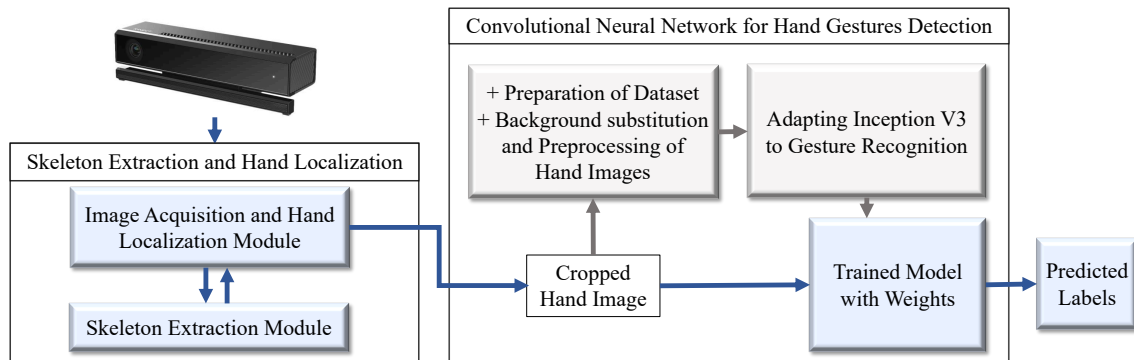 Convolutional Neural Network for Hand Gestures Detection
+ Preparation of Dataset
+ Background substitution
and Preprocessing of
Hand Images
Adapting Inception V3
to Gesture Recognition
Skeleton Extraction and Hand Localization
Image Acquisition and Hand
Localization Module
Skeleton Extraction Module
Cropped
Hand Image
Trained Model
with Weights
Predicted
Labels